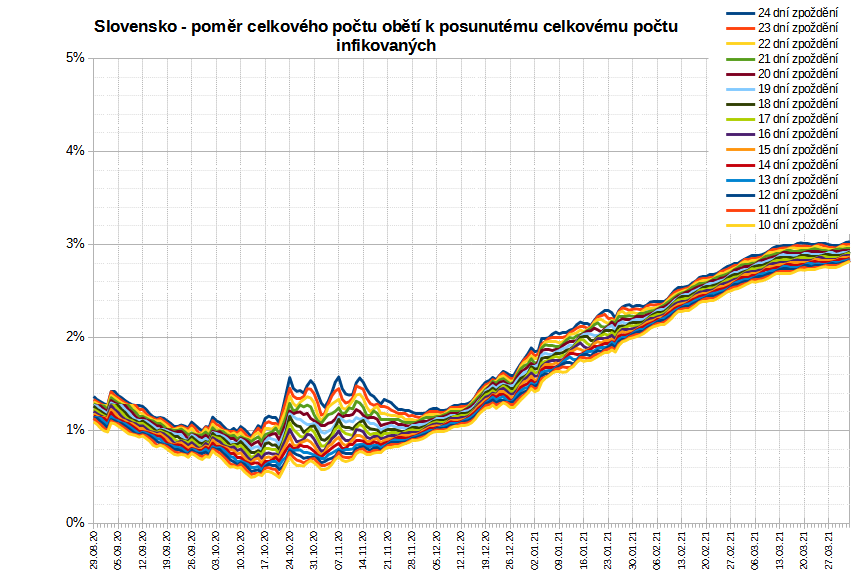 Slovensko - poměr celkového počtu obětí k posunutému celkovému počtu
infikovaných
24 dní zpoždění
23 dní zpoždění
22 dní zpoždění
21 dní zpoždění
20 dní zpoždění
19 dní zpoždění
18 dní zpoždění
17 dní zpoždění
16 dní zpoždění
15 dní zpoždění
14 dní zpoždění
13 dní zpoždění
12 dní zpoždění
11 dní zpoždění
10 dní zpoždění
5%
4%
3%
2%
1%
0%
29.08.20
05.09.20
12.09.20
19.09.20
26.09.20
03.10.20
10.10.20
17.10.20
24.10.20
31.10.20
07.11.20
14.11.20
21.11.20
28.11.20
05.12.20
12.12.20
19.12.20
26.12.20
02.01.21
09.01.21
16.01.21
23.01.21
30.01.21
06.02.21
13.02.21
20.02.21
27.02.21
06.03.21
13.03.21
20.03.21
27.03.21